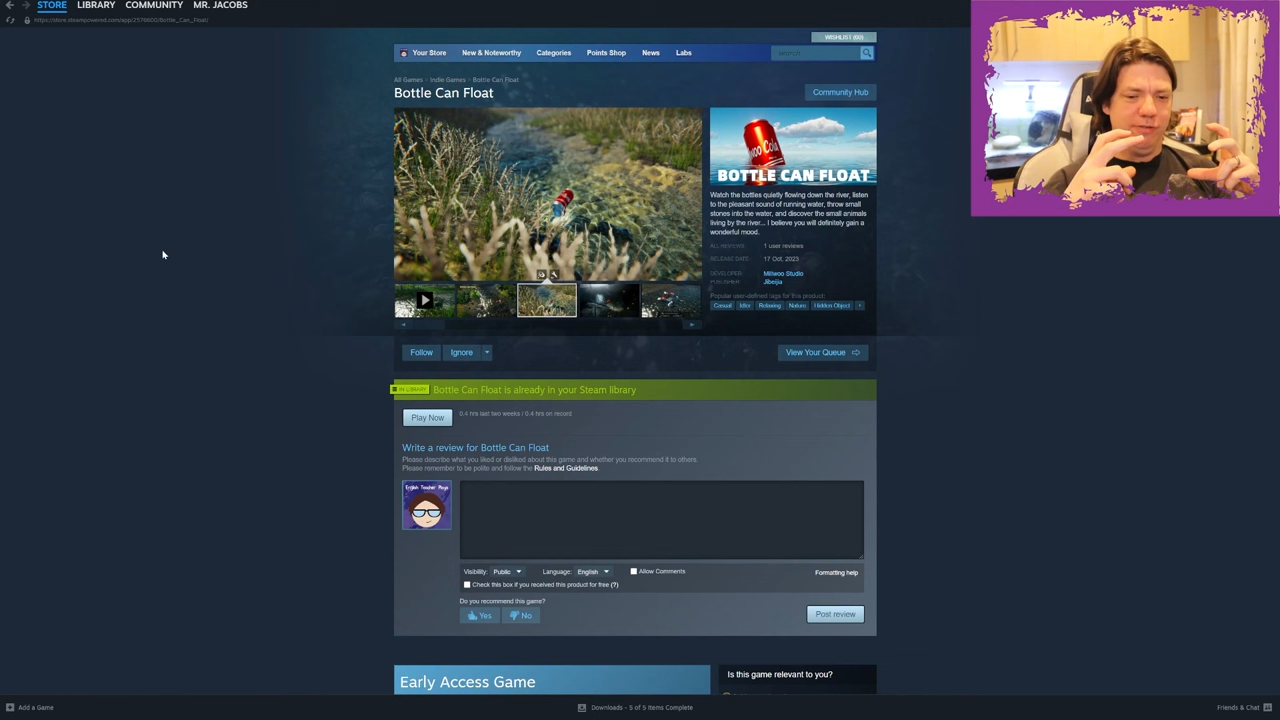 STORE
LIBRARY
COMMUNITY
MR. JACOBS
https://store.steampowered.com/app/2576600/Bottle_Can_Float/
WISHLIST (60)
Your Store
New & Noteworthy
Categories
Points Shop
News
Labs
search
All Games > Indie Games > Bottle Can Float
Bottle Can Float
Community Hub
BOTTLE CAN FLOAT
Watch the bottles quietly flowing down the river, listen
to the pleasant sound of running water, throw small
stones into the water, and discover the small animals
living by the river... I believe you will definitely gain a
wonderful mood.
ALL REVIEWS: 1 user reviews
RELEASE DATE: 17 Oct, 2023
DEVELOPER: Miiwoo Studio
PUBLISHER: Jibeijia
Popular user-defined tags for this product:
Casual
Idler
Relaxing
Nature
Hidden Object
+
Follow
Ignore
View Your Queue
IN LIBRARY
Bottle Can Float is already in your Steam library
Play Now
0.4 hrs last two weeks / 0.4 hrs on record
Write a review for Bottle Can Float
Please describe what you liked or disliked about this game and whether you recommend it to others.
Please remember to be polite and follow the Rules and Guidelines.
English Teacher Plays
Visibility: Public
Language: English
Allow Comments
Formatting help
Check this box if you received this product for free (?)
Do you recommend this game?
Yes
No
Post review
Early Access Game
Is this game relevant to you?
Add a Game
Downloads - 5 of 5 Items Complete
Friends & Chat